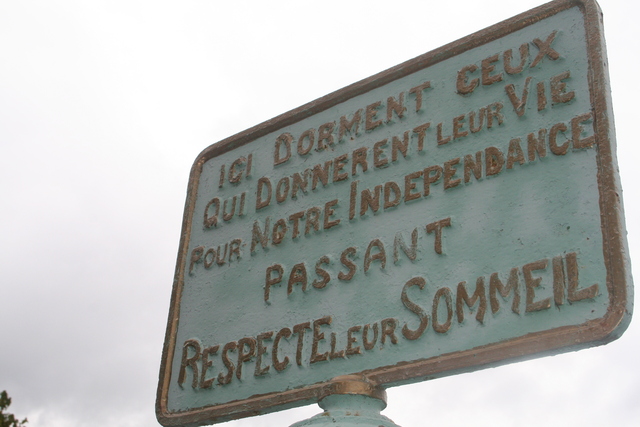 ICI DORMENT CEUX
QUI DONNERENT LEUR VIE
POUR NOTRE INDEPENDANCE
PASSANT
RESPECTE LEUR SOMMEIL